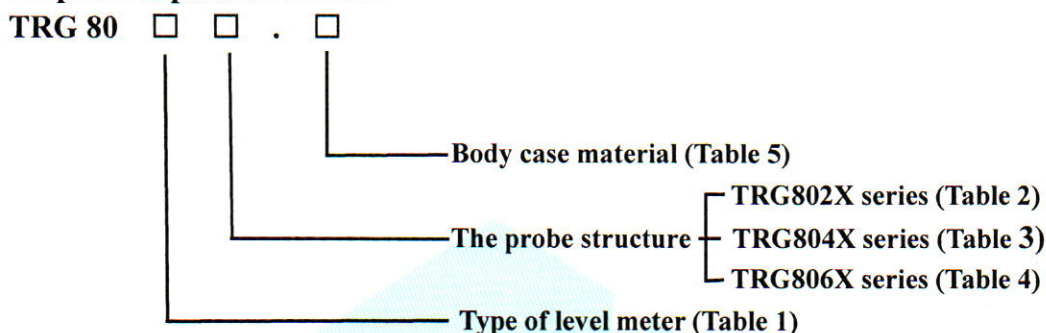 TRG 80 □ □ . □
Body case material (Table 5)
TRG802X series (Table 2)
The probe structure TRG804X series (Table 3)
TRG806X series (Table 4)
Type of level meter (Table 1)